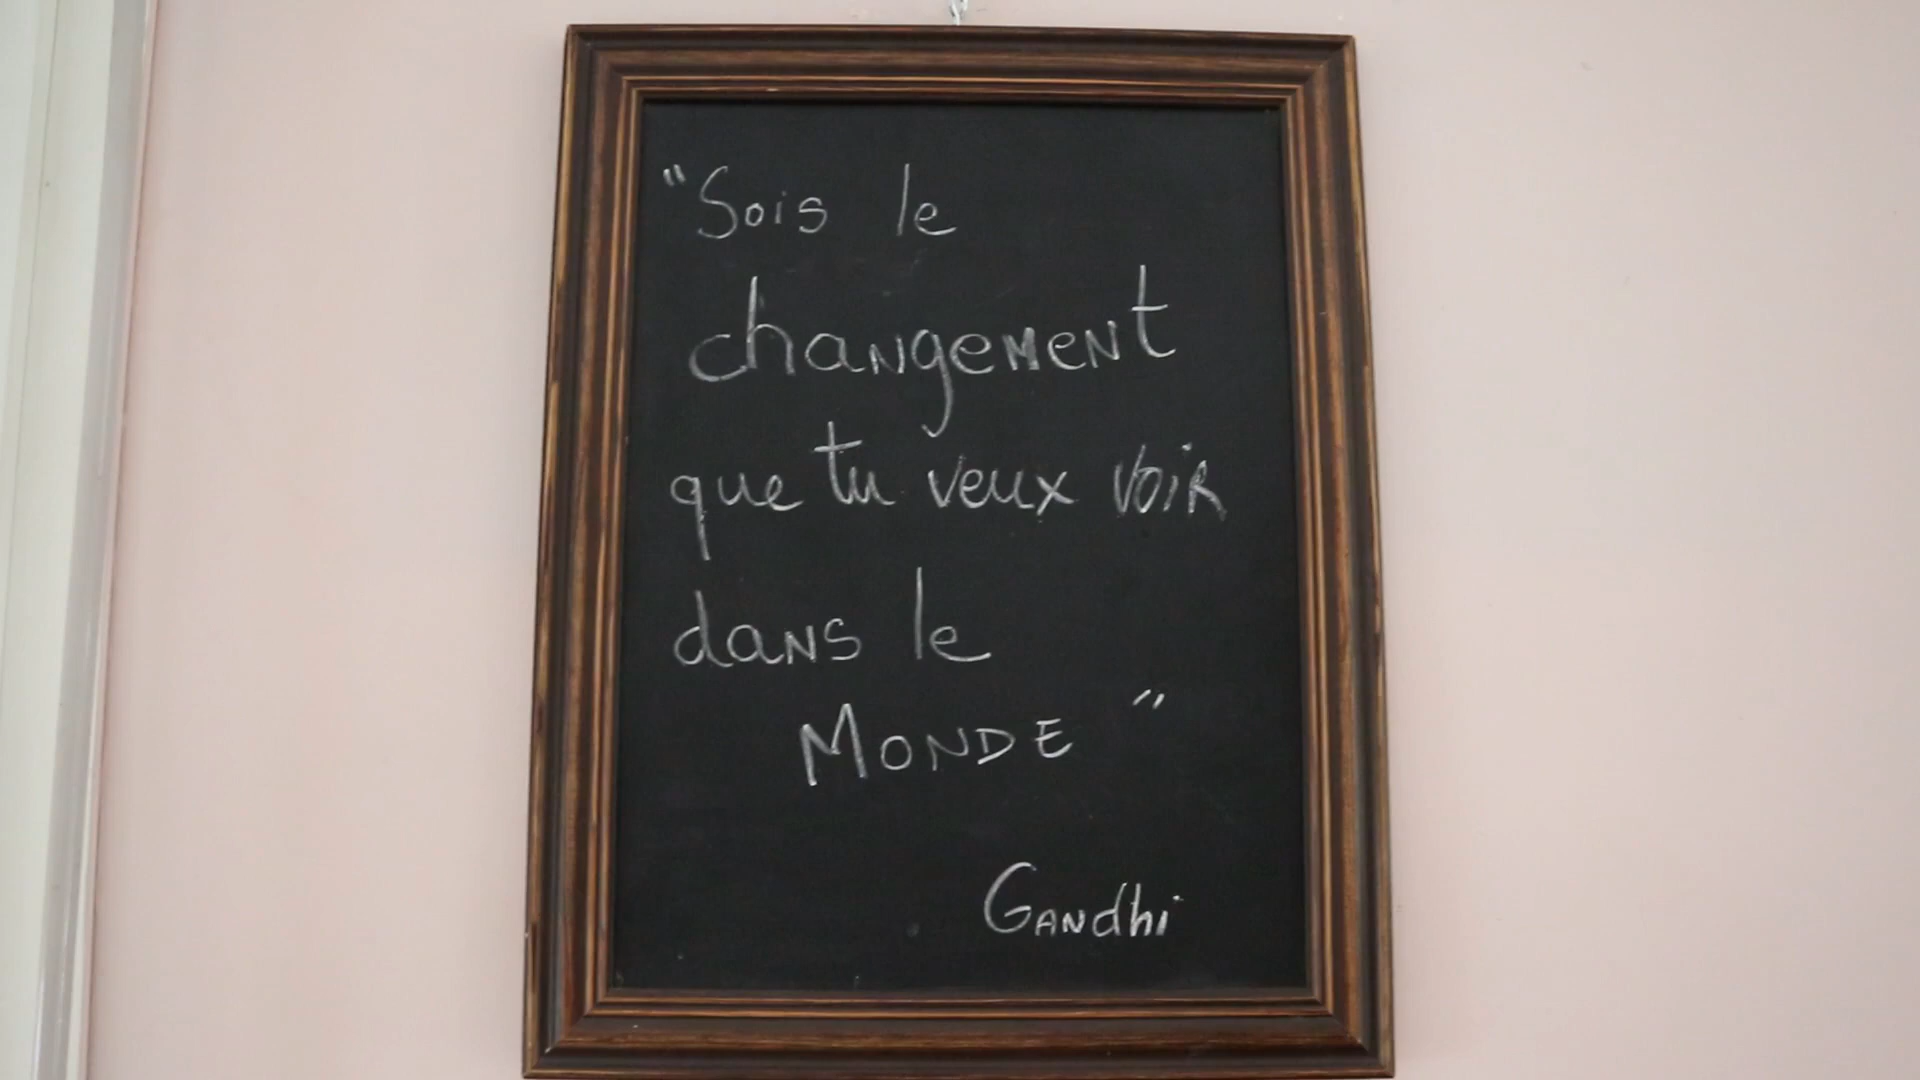 "Sois le
changement
que tu veux voir
dans le
MONDE"
Gandhi